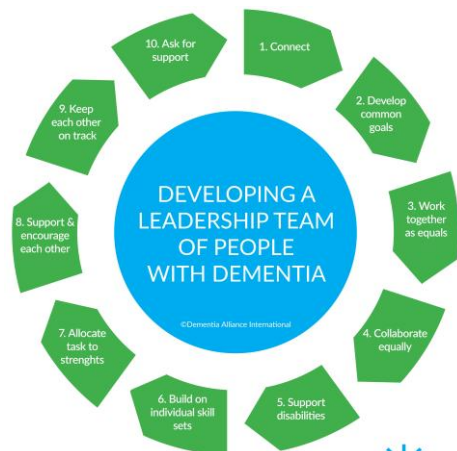 DEVELOPING A
LEADERSHIP TEAM
OF PEOPLE
WITH DEMENTIA
©Dementia Alliance International
1. Connect
2. Develop
common
goals
3. Work
together
as equals
4. Collaborate
equally
5. Support
disabilities
6. Build on
individual skill
sets
7. Allocate
task to
strenghts
8. Support &
encourage
each other
9. Keep
each other
on track
10. Ask for
support